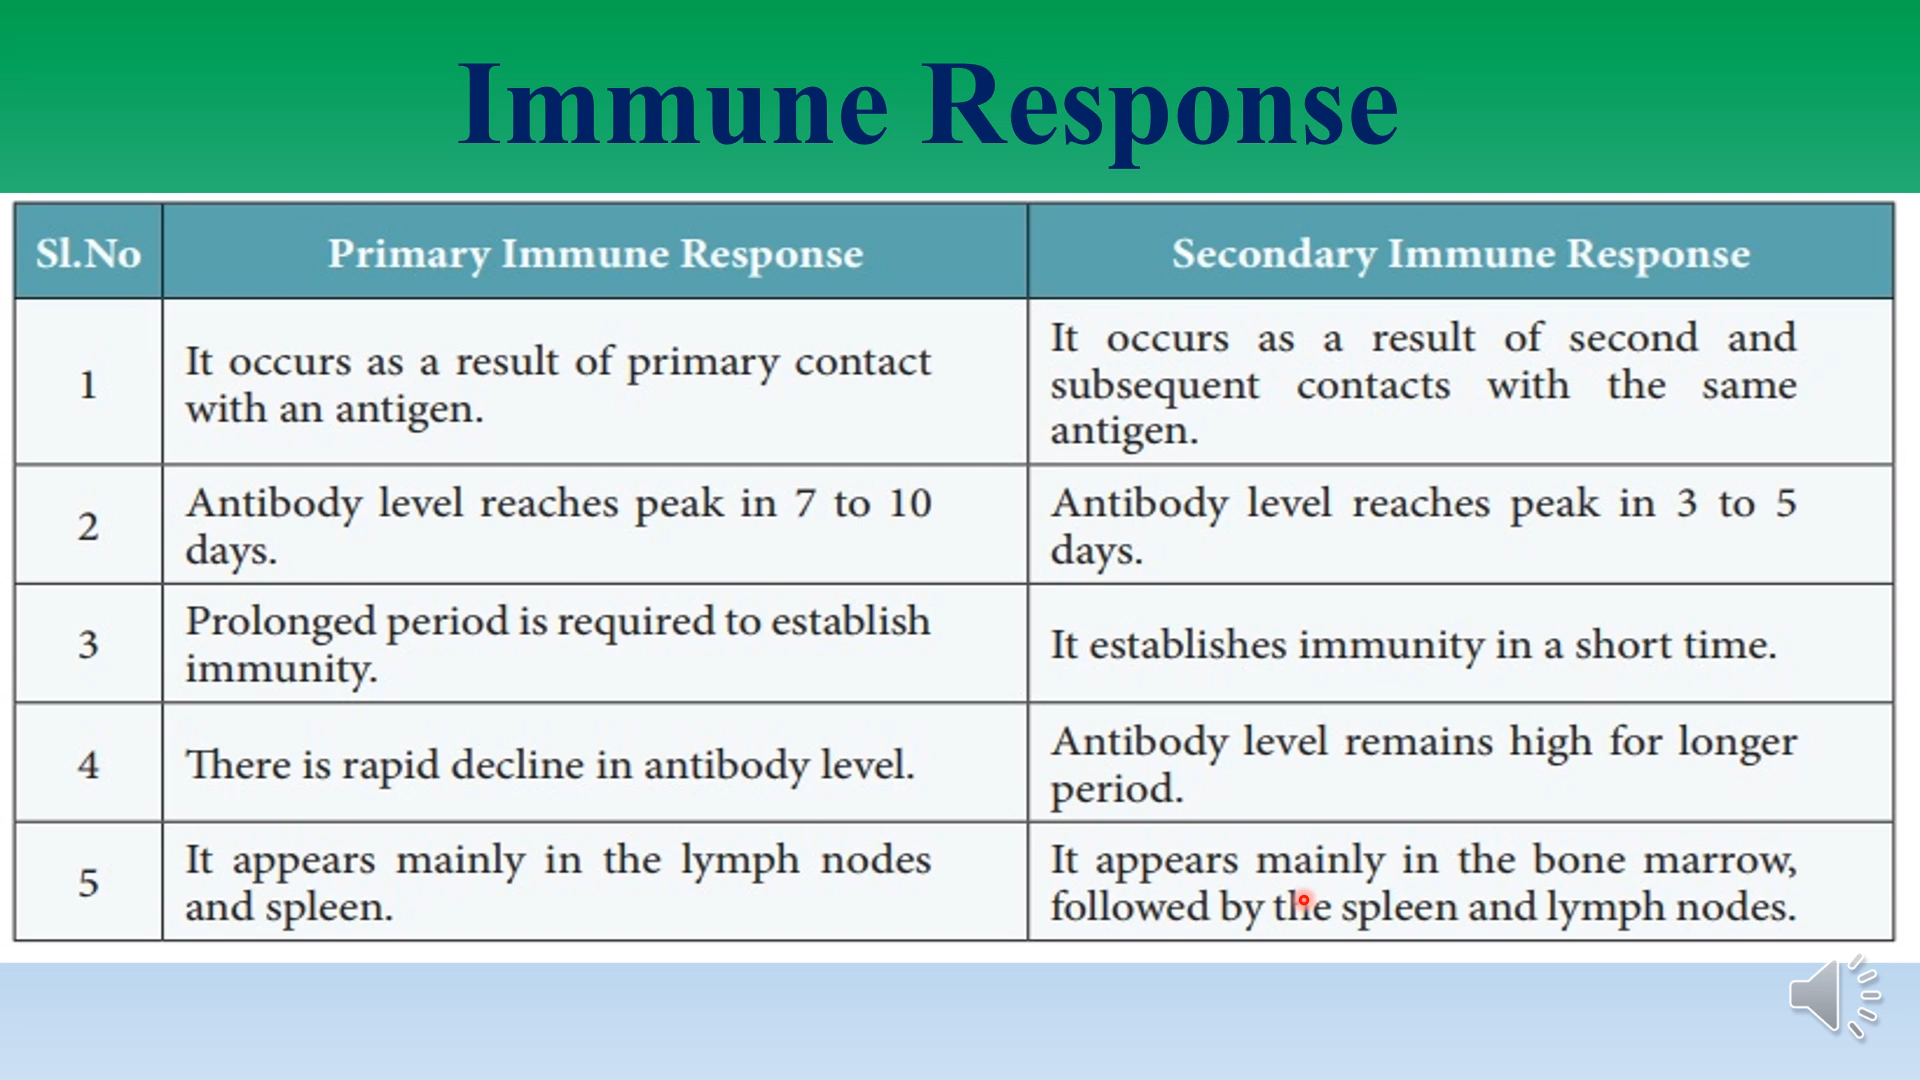 Immune Response
Sl.No
Primary Immune Response
Secondary Immune Response
1
It occurs as a result of primary contact
with an antigen.
It occurs as a result of second and
subsequent contacts with the same
antigen.
2
Antibody level reaches peak in 7 to 10
days.
Antibody level reaches peak in 3 to 5
days.
3
Prolonged period is required to establish
immunity.
It establishes immunity in a short time.
4
There is rapid decline in antibody level.
Antibody level remains high for longer
period.
5
It appears mainly in the lymph nodes
and spleen.
It appears mainly in the bone marrow,
followed by the spleen and lymph nodes.